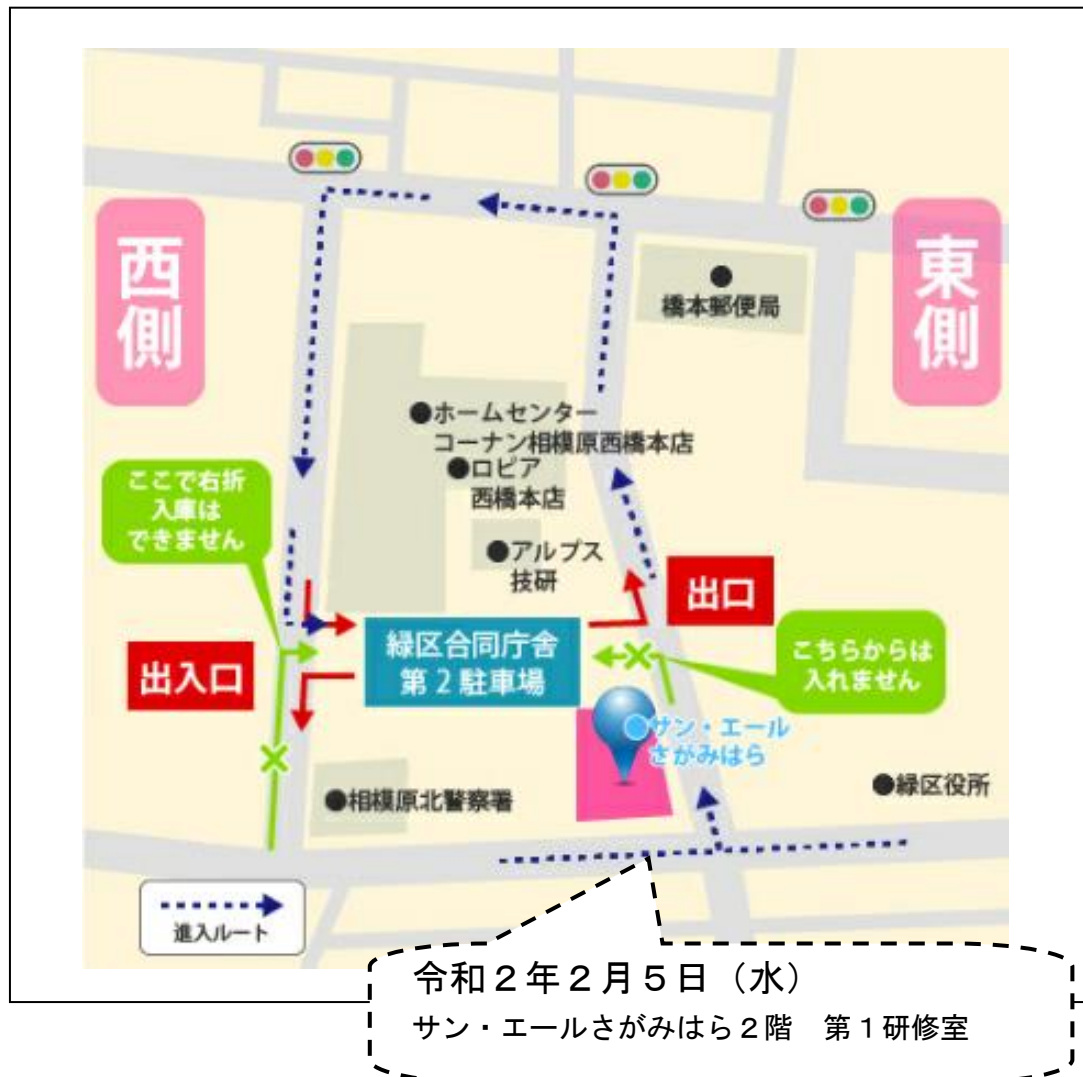 西側
東側
橋本郵便局
ホームセンター
コーナン相模原西橋本店
ロピア
西橋本店
アルプス
技研
ここで右折
入庫は
できません
出口
緑区合同庁舎
第2駐車場
出入口
こちらからは
入れません
サン・エール
さがみはら
相模原北警察署
緑区役所
進入ルート
令和２年２月５日（水）
サン・エールさがみはら２階　第１研修室